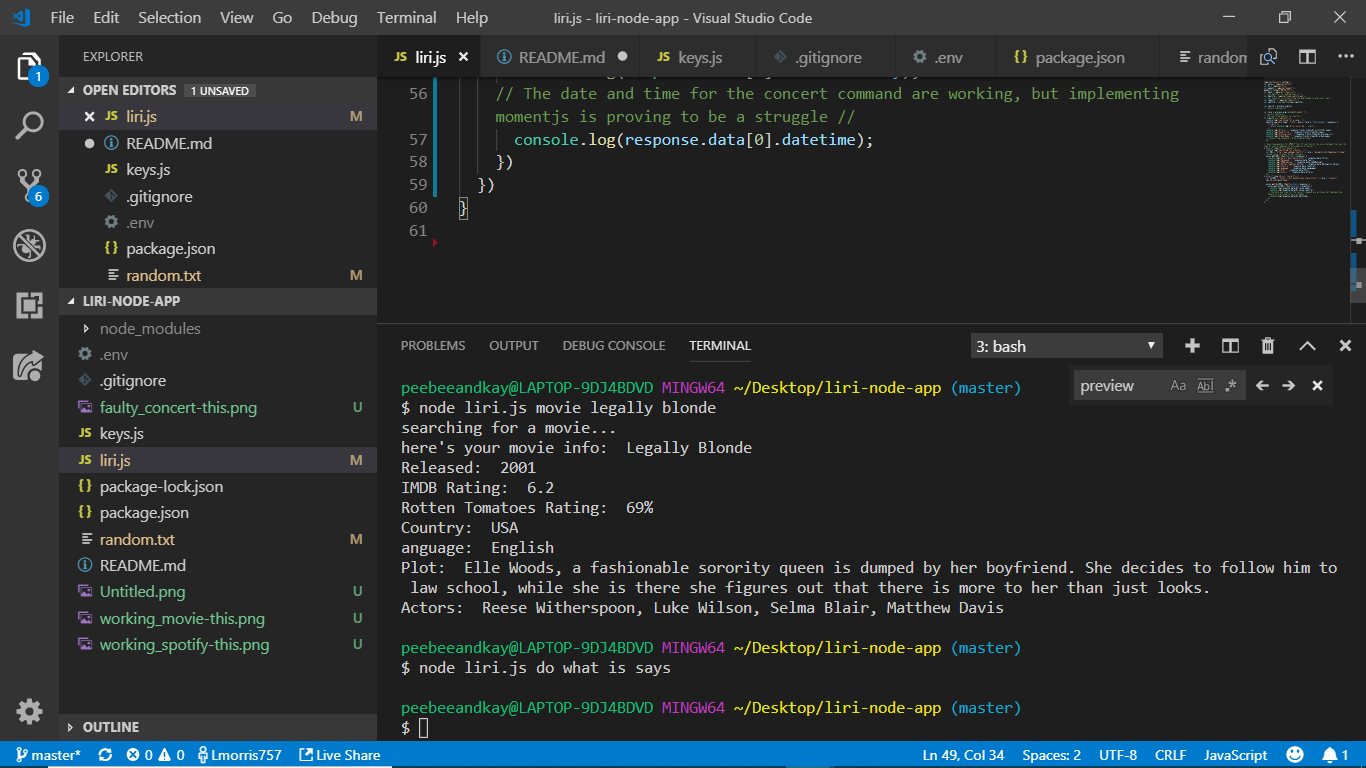 File Edit Selection View Go Debug Terminal Help liri.js - liri-node-app - Visual Studio Code
EXPLORER
1
OPEN EDITORS 1 UNSAVED
liri.js M
README.md
keys.js
.gitignore
.env
package.json
random.txt M
6
LIRI-NODE-APP
node_modules
.env
.gitignore
faulty_concert-this.png U
keys.js
liri.js M
package-lock.json
package.json
random.txt M
README.md
Untitled.png U
working_movie-this.png U
working_spotify-this.png U
OUTLINE
JS liri.js README.md JS keys.js .gitignore .env {} package.json random
56 // The date and time for the concert command are working, but implementing
momentjs is proving to be a struggle //
57 console.log(response.data[0].datetime);
58 })
59 })
60 }
61
PROBLEMS OUTPUT DEBUG CONSOLE TERMINAL 3: bash
preview Aa Abl .*
peebeeandkay@LAPTOP-9DJ4BDVD MINGW64 ~/Desktop/liri-node-app (master)
$ node liri.js movie legally blonde
searching for a movie...
here's your movie info: Legally Blonde
Released: 2001
IMDB Rating: 6.2
Rotten Tomatoes Rating: 69%
Country: USA
anguage: English
Plot: Elle Woods, a fashionable sorority queen is dumped by her boyfriend. She decides to follow him to
law school, while she is there she figures out that there is more to her than just looks.
Actors: Reese Witherspoon, Luke Wilson, Selma Blair, Matthew Davis
peebeeandkay@LAPTOP-9DJ4BDVD MINGW64 ~/Desktop/liri-node-app (master)
$ node liri.js do what is says
peebeeandkay@LAPTOP-9DJ4BDVD MINGW64 ~/Desktop/liri-node-app (master)
$
master* 0 0 Lmorris757 Live Share Ln 49, Col 34 Spaces: 2 UTF-8 CRLF JavaScript 1